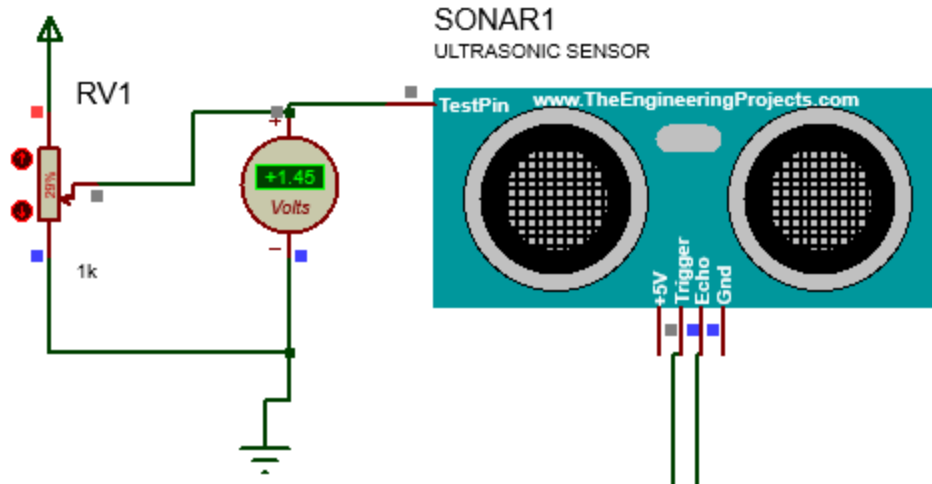 SONAR1
ULTRASONIC SENSOR
RV1
TestPin
www.TheEngineeringProjects.com
29%
+
+1.45
Volts
−
1k
+5V
Trigger
Echo
Gnd